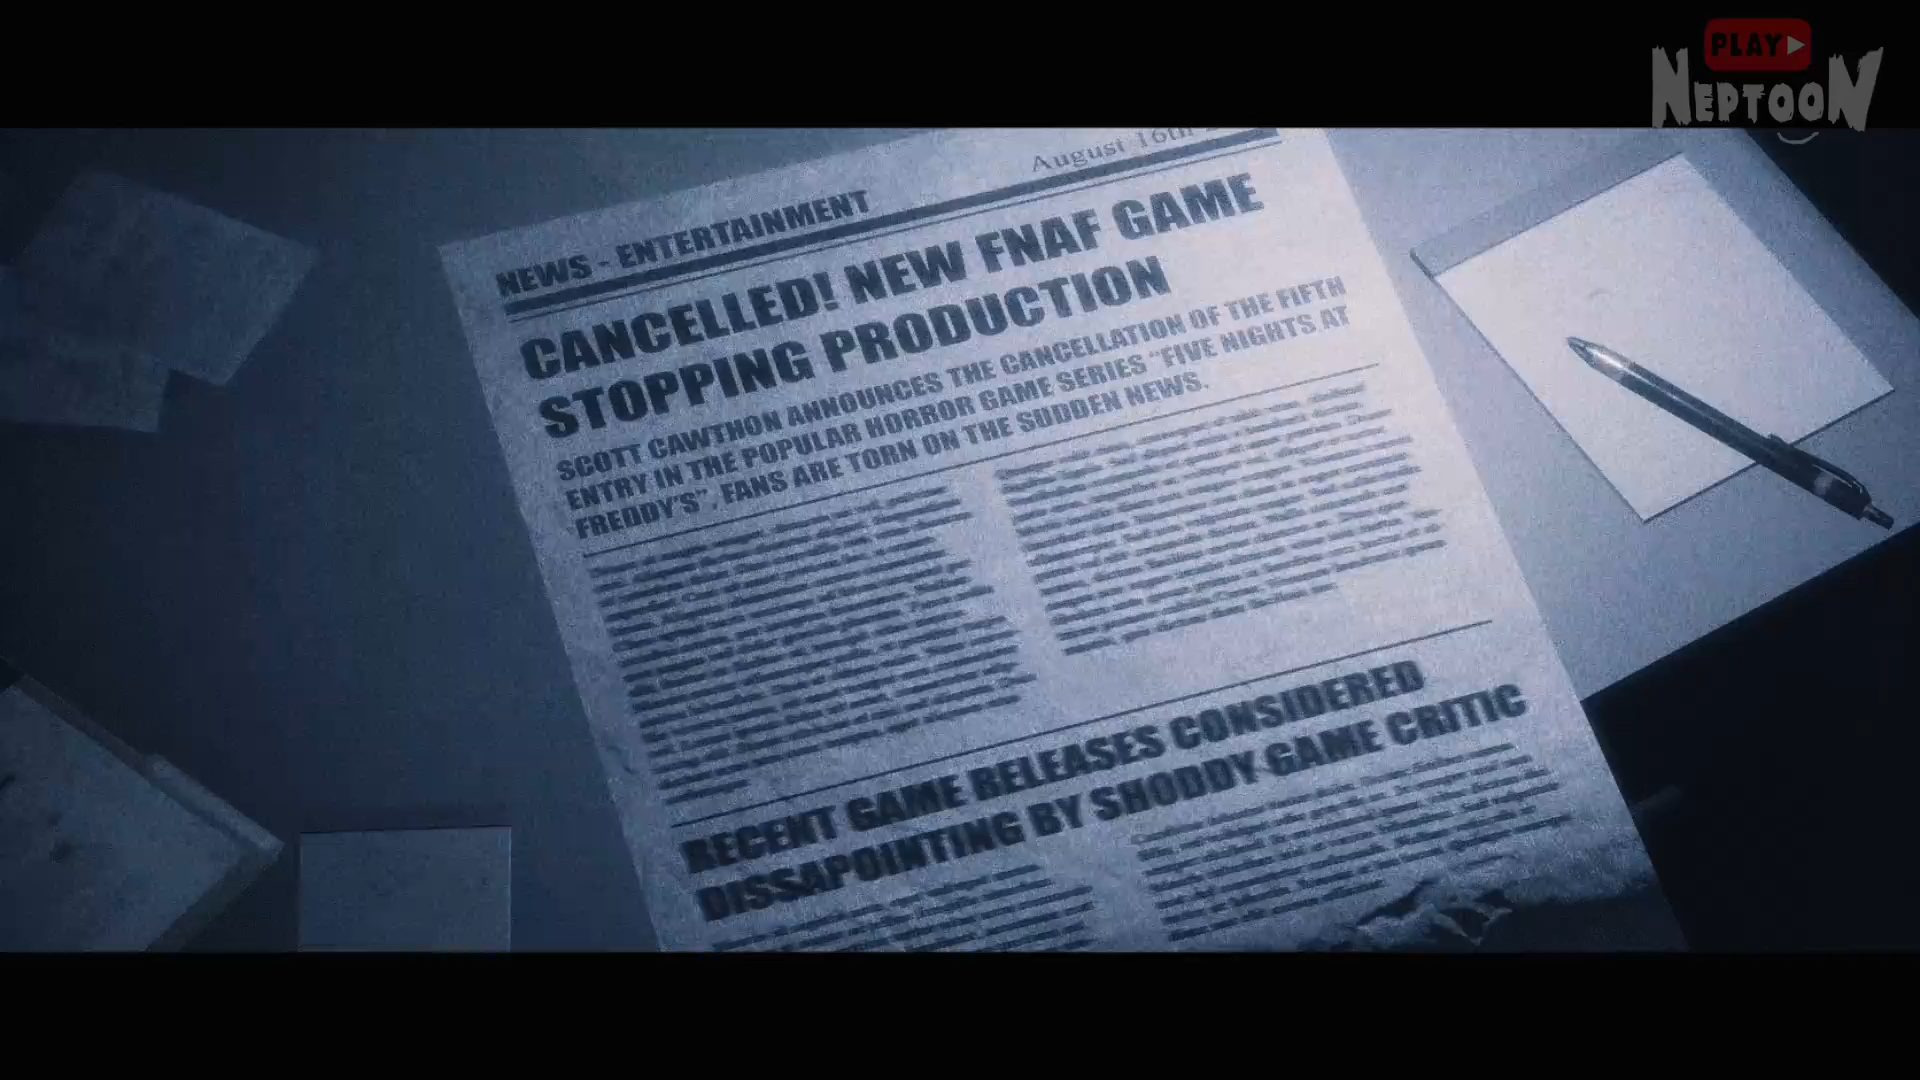 PLAY
NEPTOON
August 16th
NEWS - ENTERTAINMENT
CANCELLED! NEW FNAF GAME
STOPPING PRODUCTION
SCOTT CAWTHON ANNOUNCES THE CANCELLATION OF THE FIFTH
ENTRY IN THE POPULAR HORROR GAME SERIES "FIVE NIGHTS AT
FREDDY'S". FANS ARE TORN ON THE SUDDEN NEWS.
RECENT GAME RELEASES CONSIDERED
DISSAPOINTING BY SHODDY GAME CRITIC